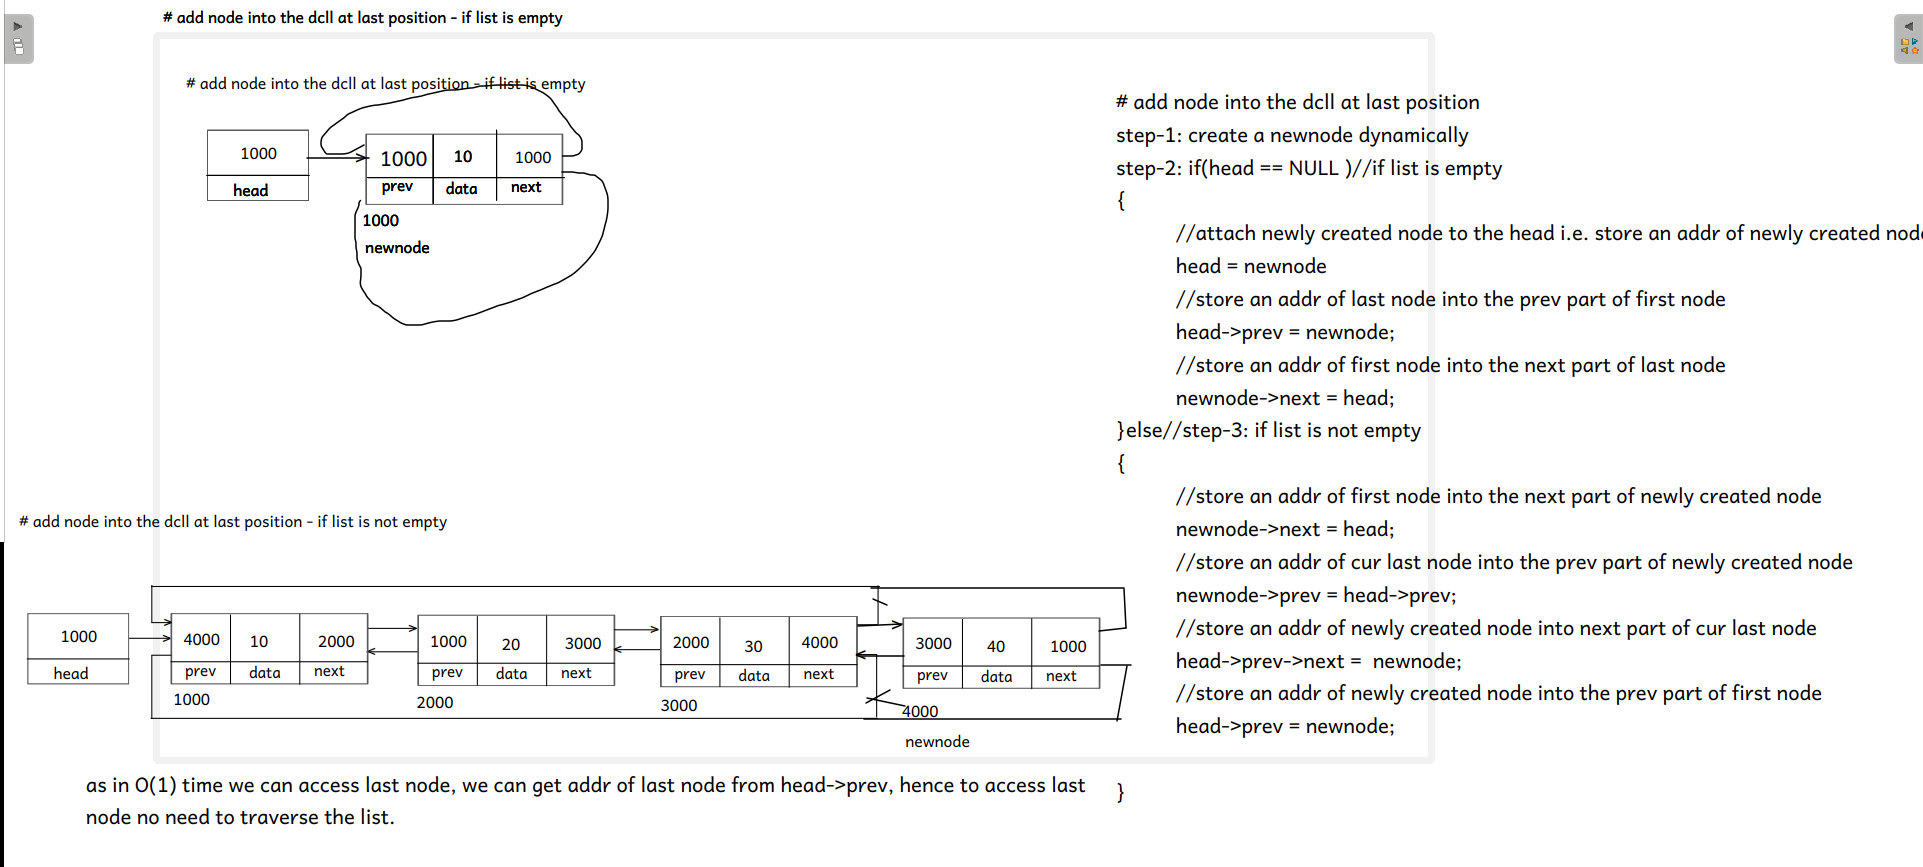 # add node into the dcll at last position - if list is empty
# add node into the dcll at last position - if list is empty
1000
head
1000 10 1000
prev data next
1000
newnode
# add node into the dcll at last position - if list is not empty
1000
head
4000 10 2000
prev data next
1000
1000 20 3000
prev data next
2000
2000 30 4000
prev data next
3000
3000 40 1000
prev data next
4000
newnode
as in O(1) time we can access last node, we can get addr of last node from head->prev, hence to access last
node no need to traverse the list.
# add node into the dcll at last position
step-1: create a newnode dynamically
step-2: if(head == NULL )//if list is empty
{
//attach newly created node to the head i.e. store an addr of newly created node
head = newnode
//store an addr of last node into the prev part of first node
head->prev = newnode;
//store an addr of first node into the next part of last node
newnode->next = head;
}else//step-3: if list is not empty
{
//store an addr of first node into the next part of newly created node
newnode->next = head;
//store an addr of cur last node into the prev part of newly created node
newnode->prev = head->prev;
//store an addr of newly created node into next part of cur last node
head->prev->next = newnode;
//store an addr of newly created node into the prev part of first node
head->prev = newnode;
}